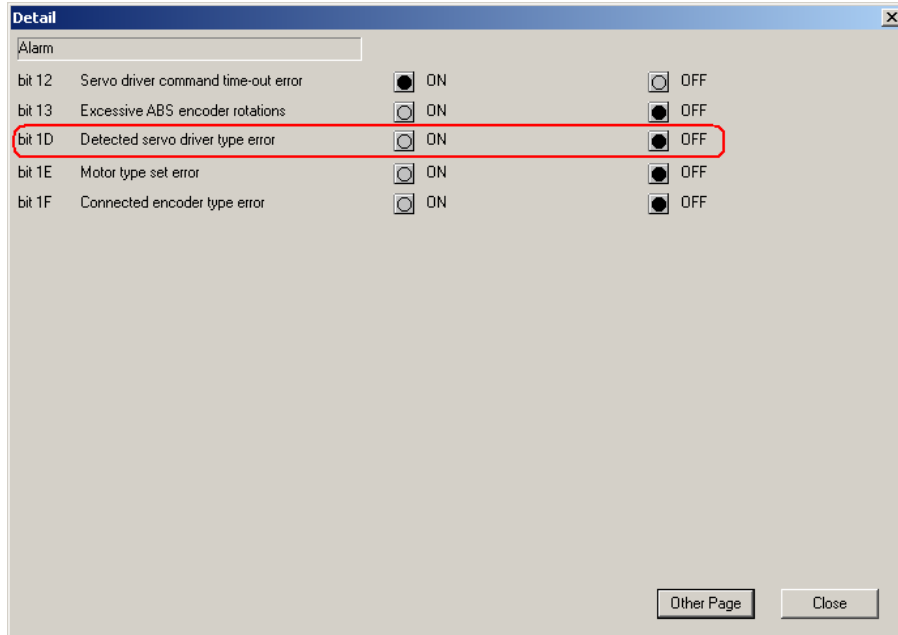 Detail
Alarm
bit 12 Servo driver command time-out error ON OFF
bit 13 Excessive ABS encoder rotations ON OFF
bit 1D Detected servo driver type error ON OFF
bit 1E Motor type set error ON OFF
bit 1F Connected encoder type error ON OFF
Other Page Close